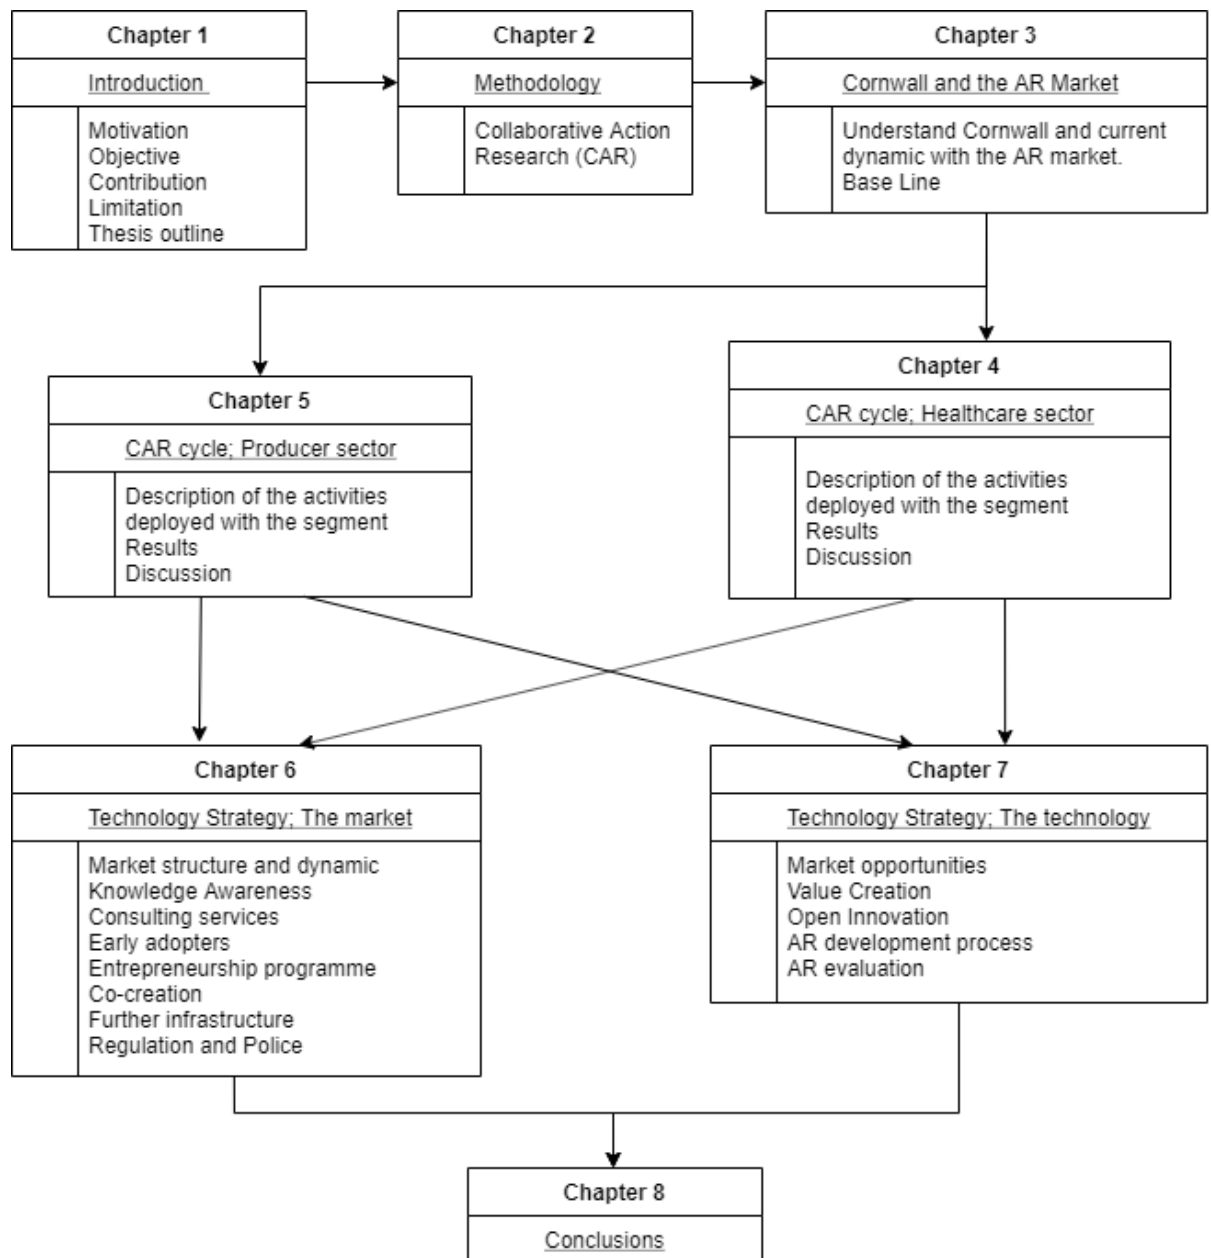 Chapter 1
Introduction
Motivation
Objective
Contribution
Limitation
Thesis outline
Chapter 2
Methodology
Collaborative Action
Research (CAR)
Chapter 3
Cornwall and the AR Market
Understand Cornwall and current
dynamic with the AR market.
Base Line
Chapter 5
CAR cycle; Producer sector
Description of the activities
deployed with the segment
Results
Discussion
Chapter 4
CAR cycle; Healthcare sector
Description of the activities
deployed with the segment
Results
Discussion
Chapter 6
Technology Strategy; The market
Market structure and dynamic
Knowledge Awareness
Consulting services
Early adopters
Entrepreneurship programme
Co-creation
Further infrastructure
Regulation and Police
Chapter 7
Technology Strategy; The technology
Market opportunities
Value Creation
Open Innovation
AR development process
AR evaluation
Chapter 8
Conclusions